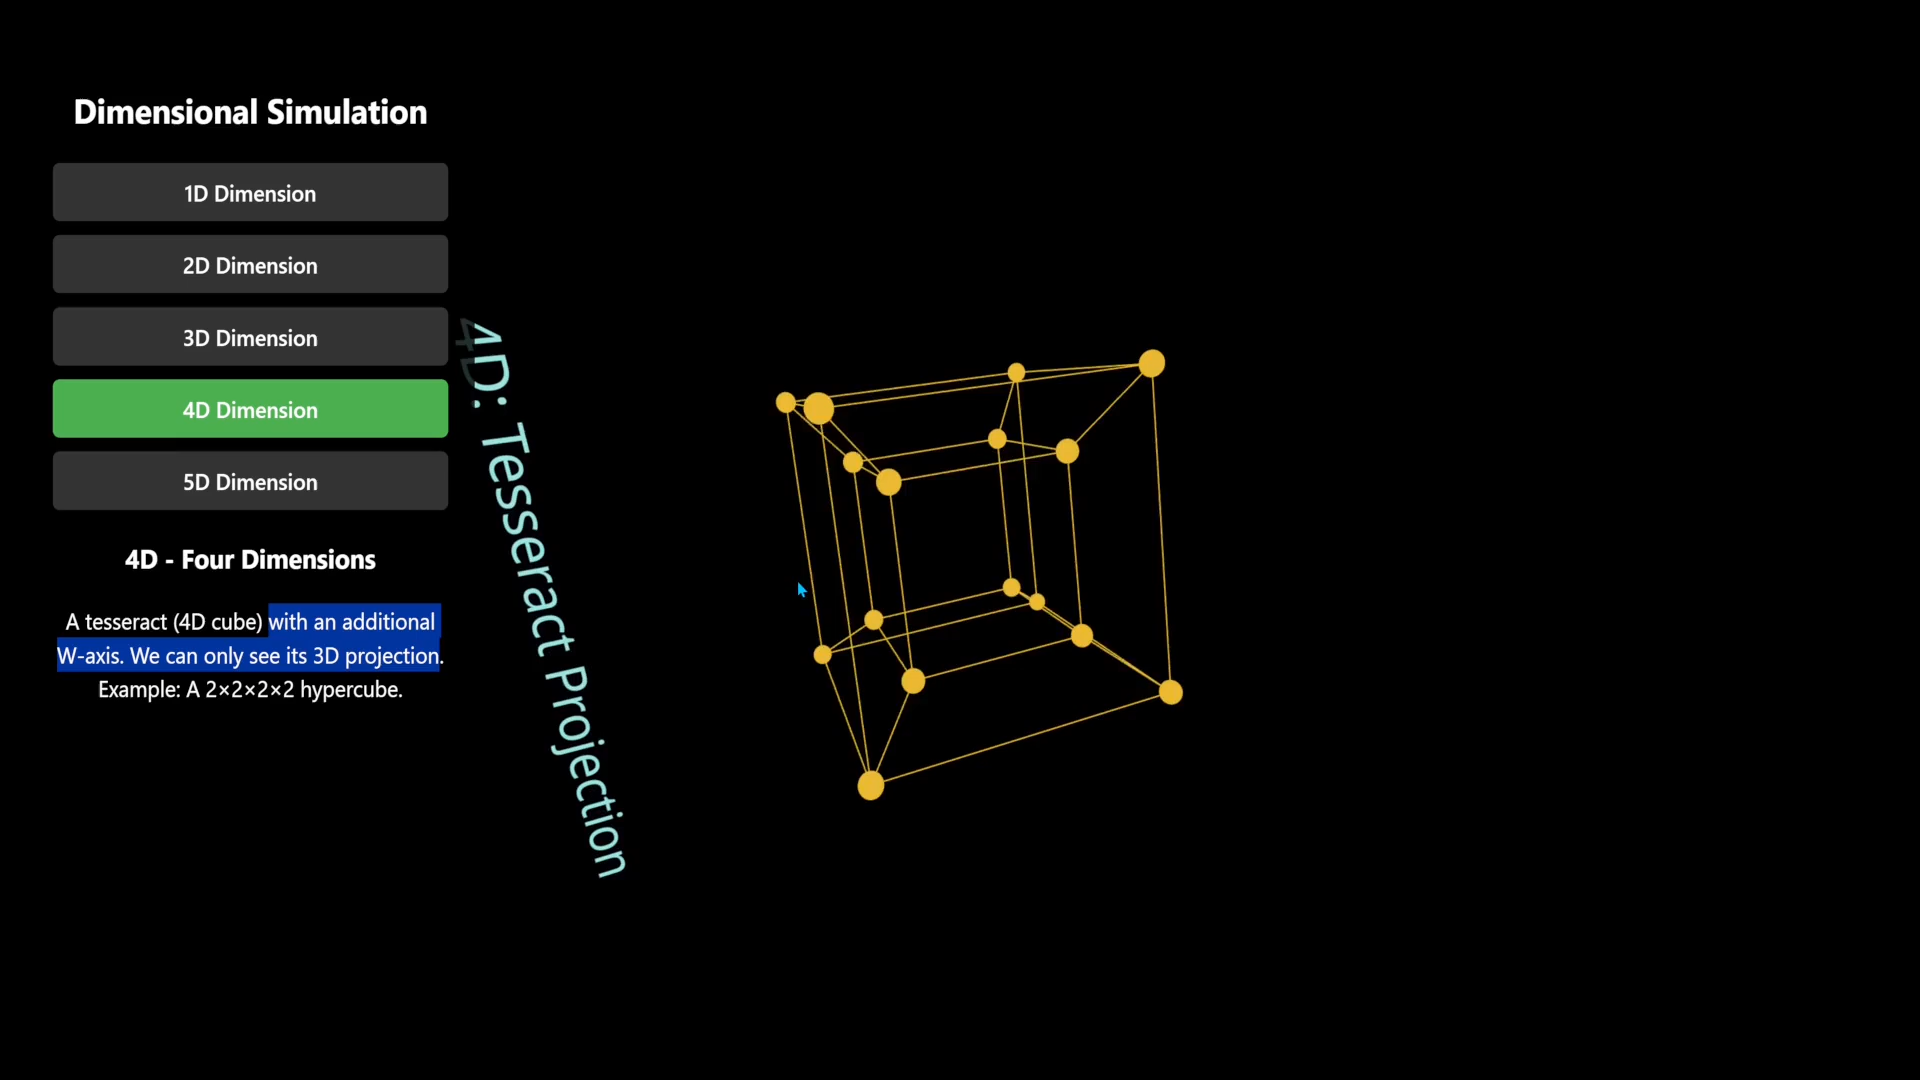 Dimensional Simulation
1D Dimension
2D Dimension
3D Dimension
4D Dimension
5D Dimension
4D - Four Dimensions
A tesseract (4D cube) with an additional
W-axis. We can only see its 3D projection.
Example: A 2×2×2×2 hypercube.
4D: Tesseract Projection